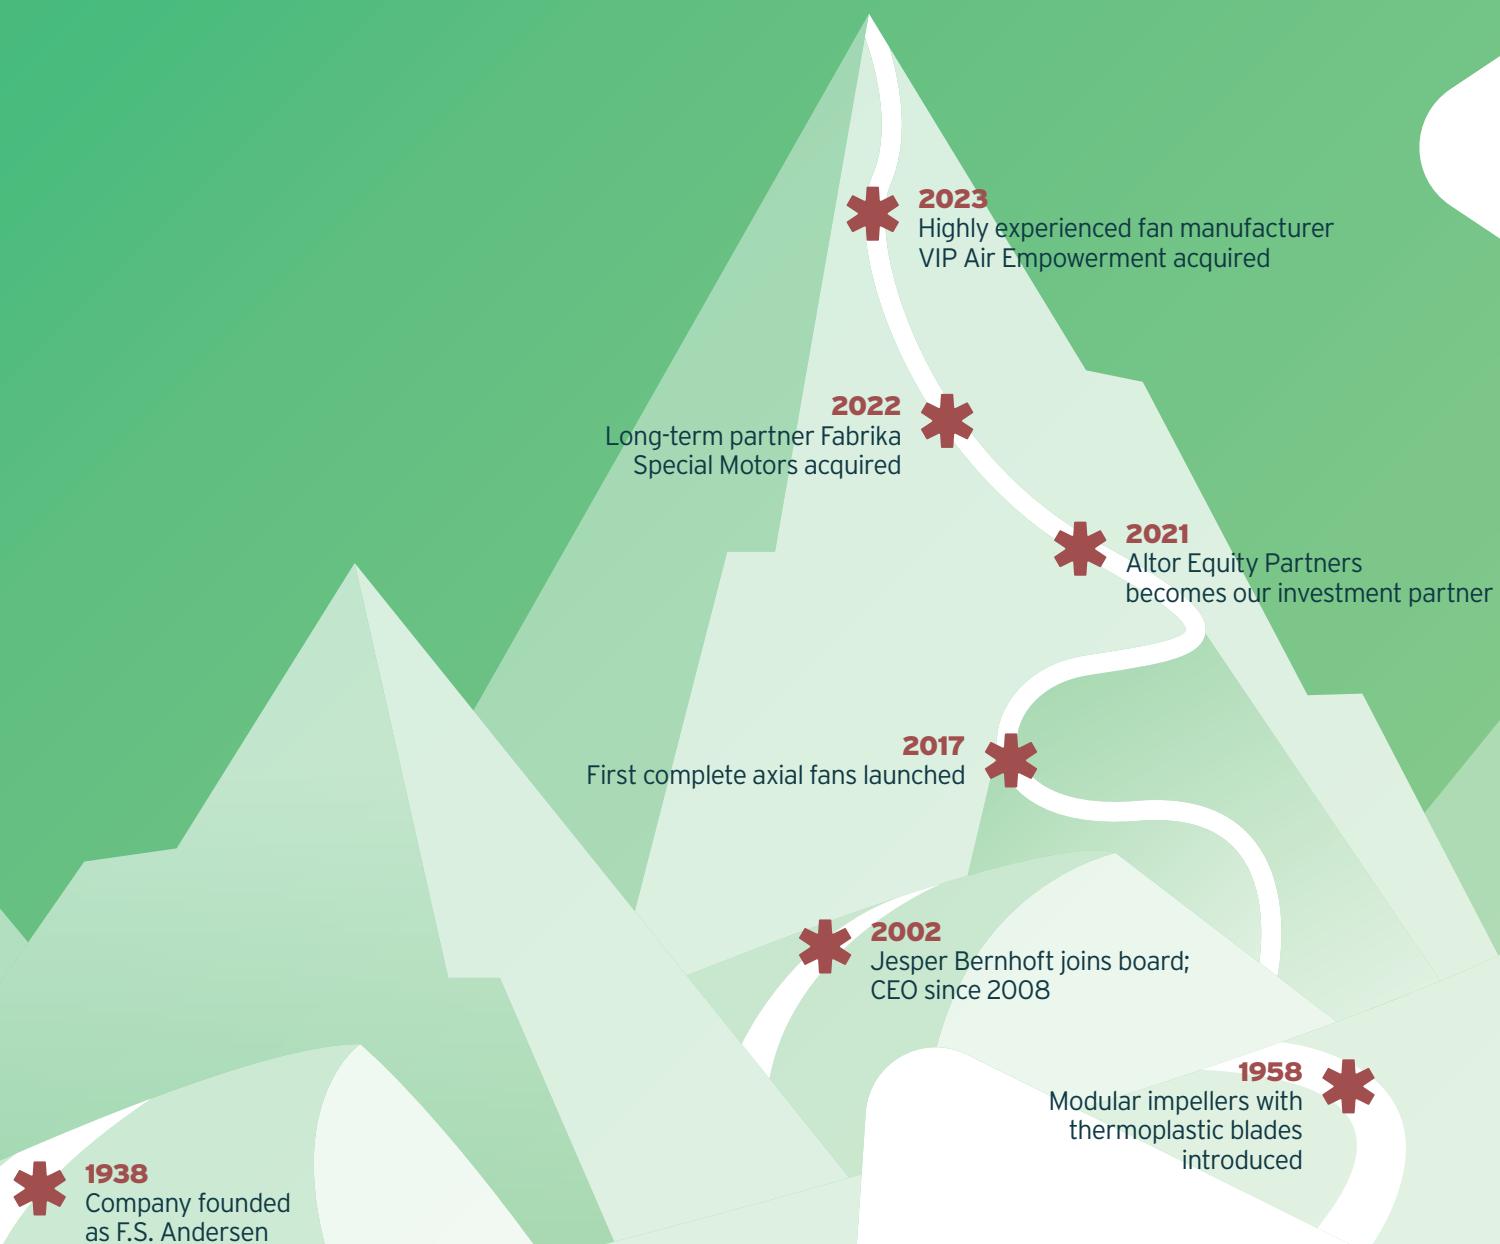 2023
Highly experienced fan manufacturer
VIP Air Empowerment acquired
2022
Long-term partner Fabrika
Special Motors acquired
2021
Altor Equity Partners
becomes our investment partner
2017
First complete axial fans launched
2002
Jesper Bernhoft joins board;
CEO since 2008
1958
Modular impellers with
thermoplastic blades
introduced
1938
Company founded
as F.S. Andersen